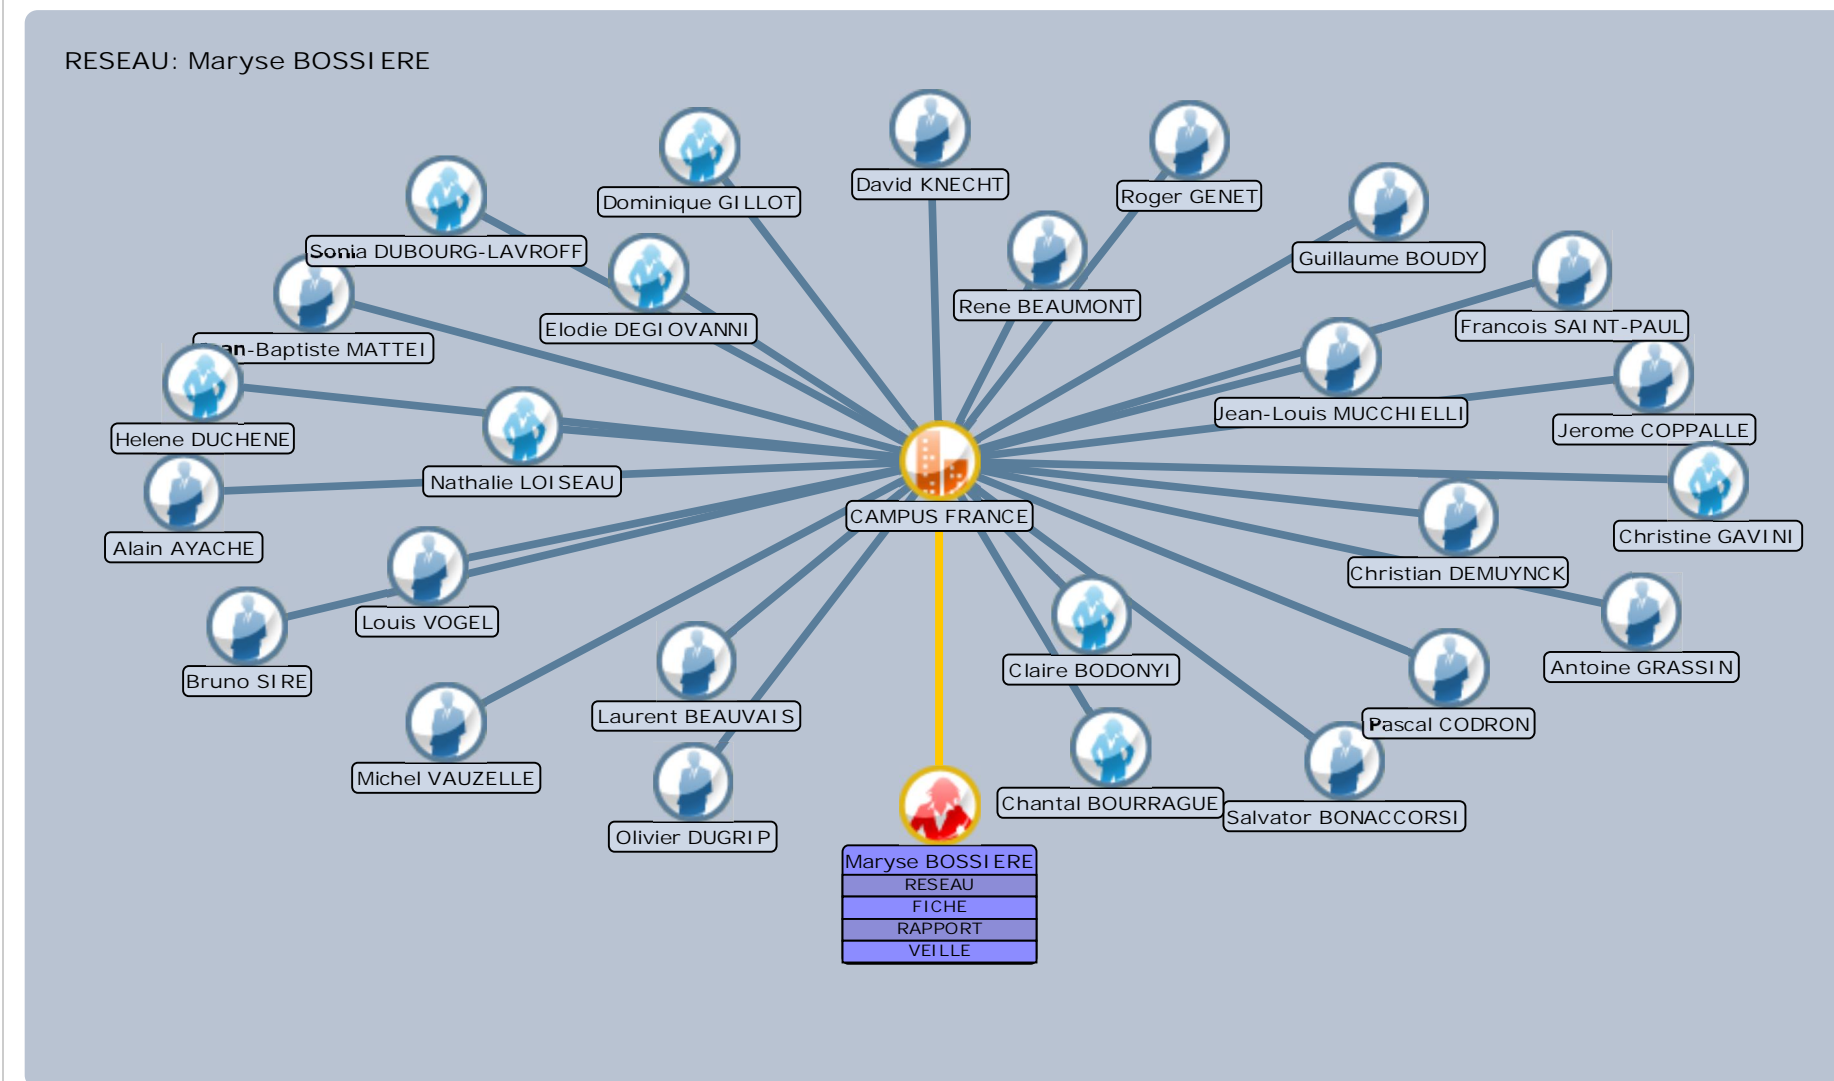 RESEAU: Maryse BOSSIERE
David KNECHT
Roger GENET
Dominique GILLOT
Sonia DUBOURG-LAVROFF
Guillaume BOUDY
Rene BEAUMONT
Elodie DEGIOVANNI
Francois SAINT-PAUL
Jean-Baptiste MATTEI
Jean-Louis MUCCHIELLI
Jerome COPPALLE
Helene DUCHENE
Nathalie LOISEAU
CAMPUS FRANCE
Christine GAVINI
Alain AYACHE
Christian DEMUYNCK
Louis VOGEL
Antoine GRASSIN
Claire BODONYI
Bruno SIRE
Laurent BEAUVAIS
Pascal CODRON
Michel VAUZELLE
Chantal BOURRAGUE
Salvator BONACCORSI
Olivier DUGRIP
Maryse BOSSIERE
RESEAU
FICHE
RAPPORT
VEILLE